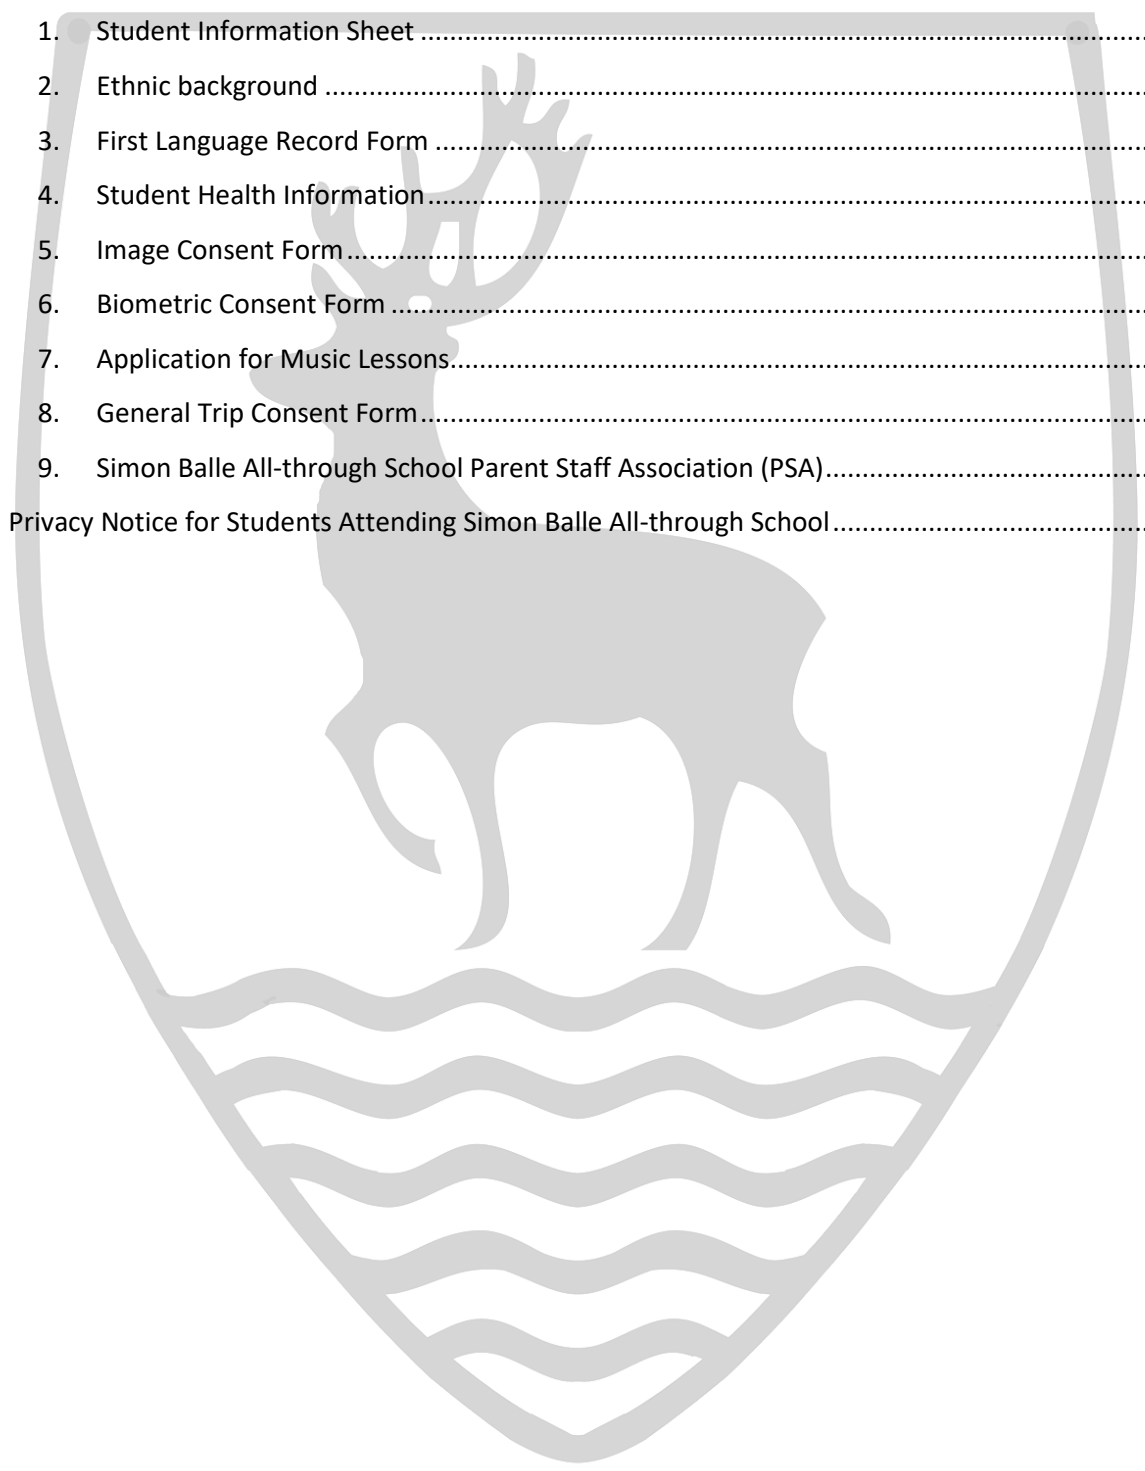 1. Student Information Sheet ................................................................................................
2. Ethnic background ................................................................................................
3. First Language Record Form ................................................................................................
4. Student Health Information ................................................................................................
5. Image Consent Form ................................................................................................
6. Biometric Consent Form ................................................................................................
7. Application for Music Lessons ................................................................................................
8. General Trip Consent Form ................................................................................................
9. Simon Balle All-through School Parent Staff Association (PSA) ............................................
Privacy Notice for Students Attending Simon Balle All-through School ............................................